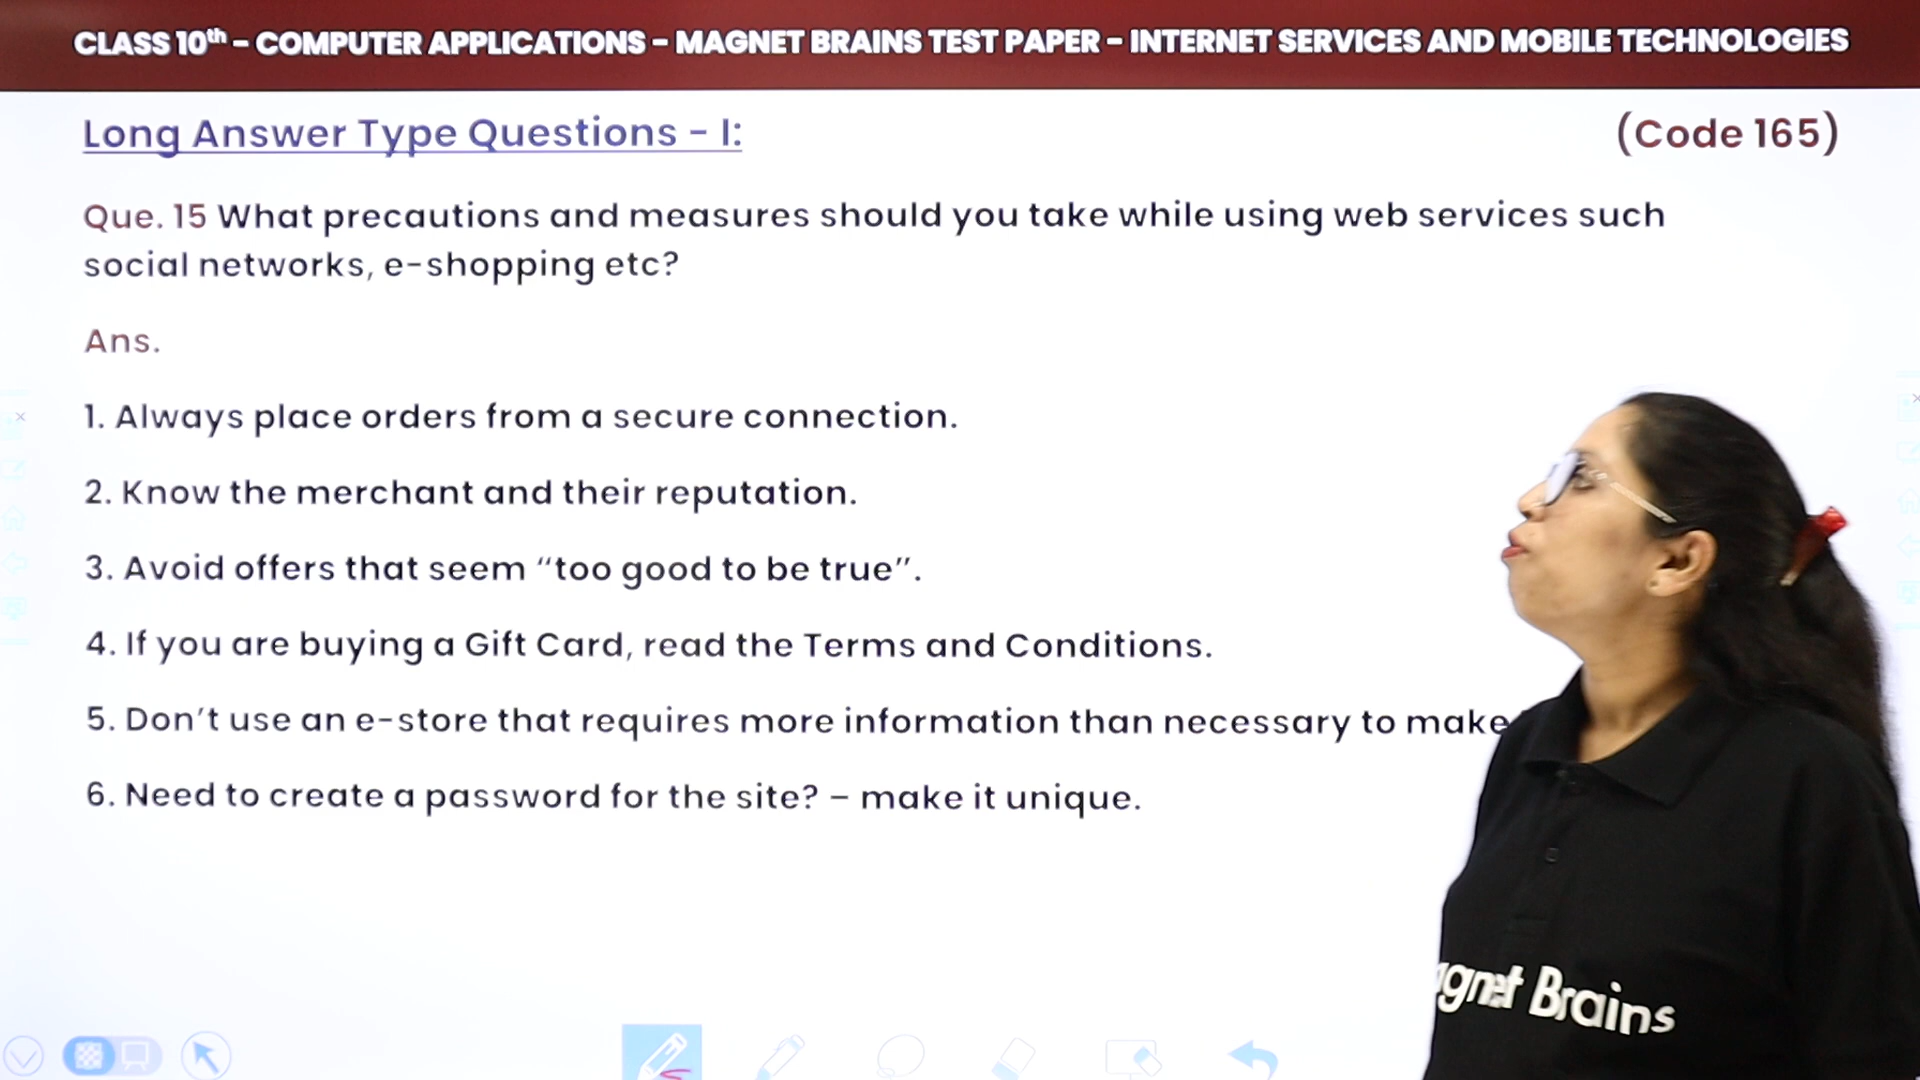 CLASS 10th - COMPUTER APPLICATIONS - MAGNET BRAINS TEST PAPER - INTERNET SERVICES AND MOBILE TECHNOLOGIES
Long Answer Type Questions - I:
(Code 165)
Que. 15 What precautions and measures should you take while using web services such
social networks, e-shopping etc?
Ans.
1. Always place orders from a secure connection.
2. Know the merchant and their reputation.
3. Avoid offers that seem “too good to be true”.
4. If you are buying a Gift Card, read the Terms and Conditions.
5. Don’t use an e-store that requires more information than necessary to make
6. Need to create a password for the site? – make it unique.
Brains